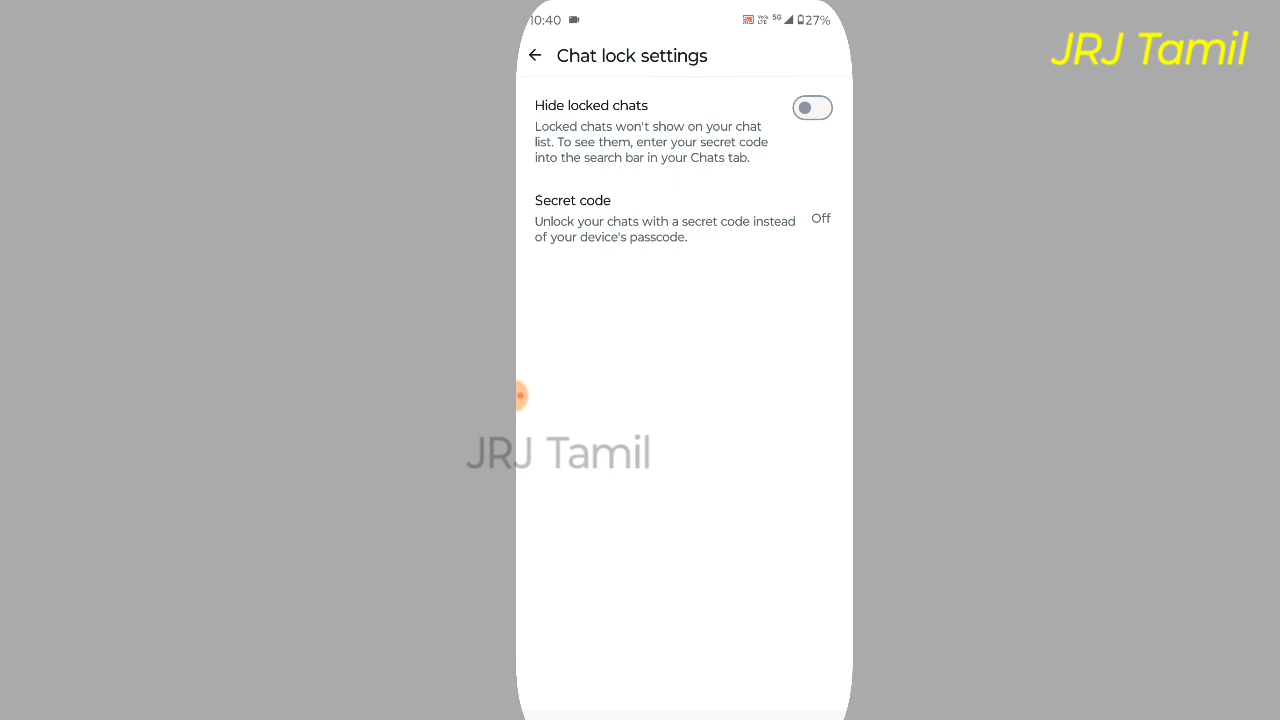 10:40
5G
27%
JRJ Tamil
Chat lock settings
Hide locked chats
Locked chats won't show on your chat
list. To see them, enter your secret code
into the search bar in your Chats tab.
Secret code
Unlock your chats with a secret code instead
of your device's passcode.
Off
JRJ Tamil